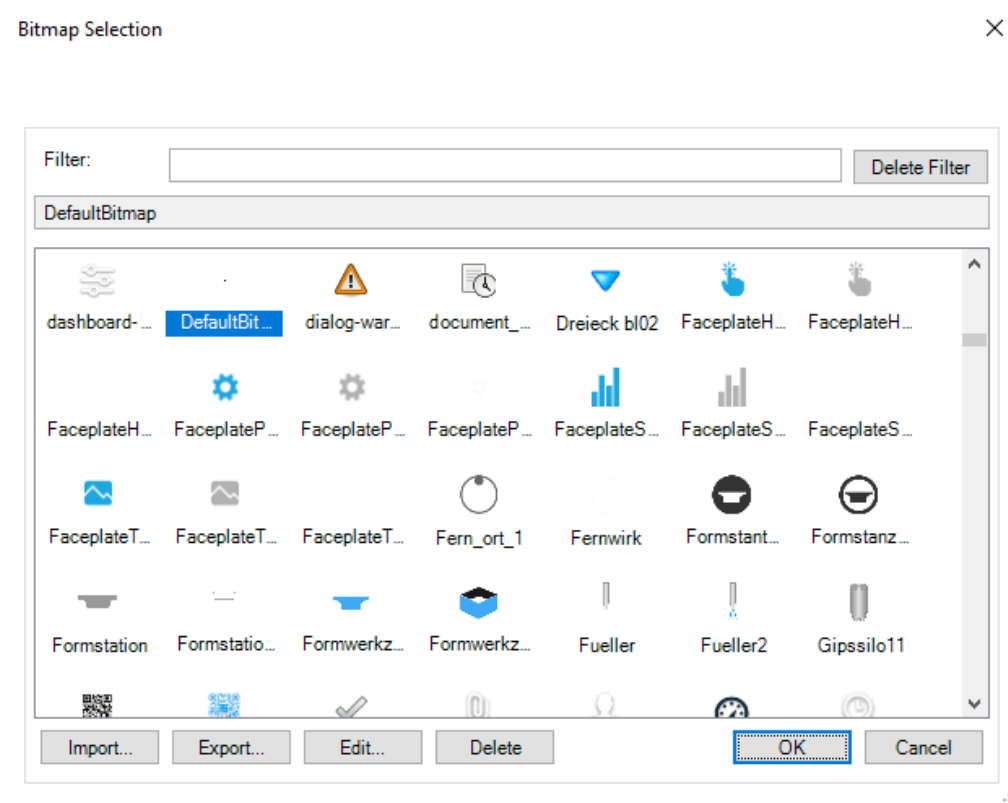 Bitmap Selection
Filter:
Delete Filter
DefaultBitmap
dashboard-... DefaultBit... dialog-war... document_... Dreieck bl02 FaceplateH... FaceplateH...
FaceplateH... FaceplateP... FaceplateP... FaceplateP... FaceplateS... FaceplateS... FaceplateS...
FaceplateT... FaceplateT... FaceplateT... Fern_ort_1 Fernwirk Formstant... Formstanz...
Formstation Formstatio... Formwerkz... Formwerkz... Fueller Fueller2 Gipssilo11
Import... Export... Edit... Delete OK Cancel